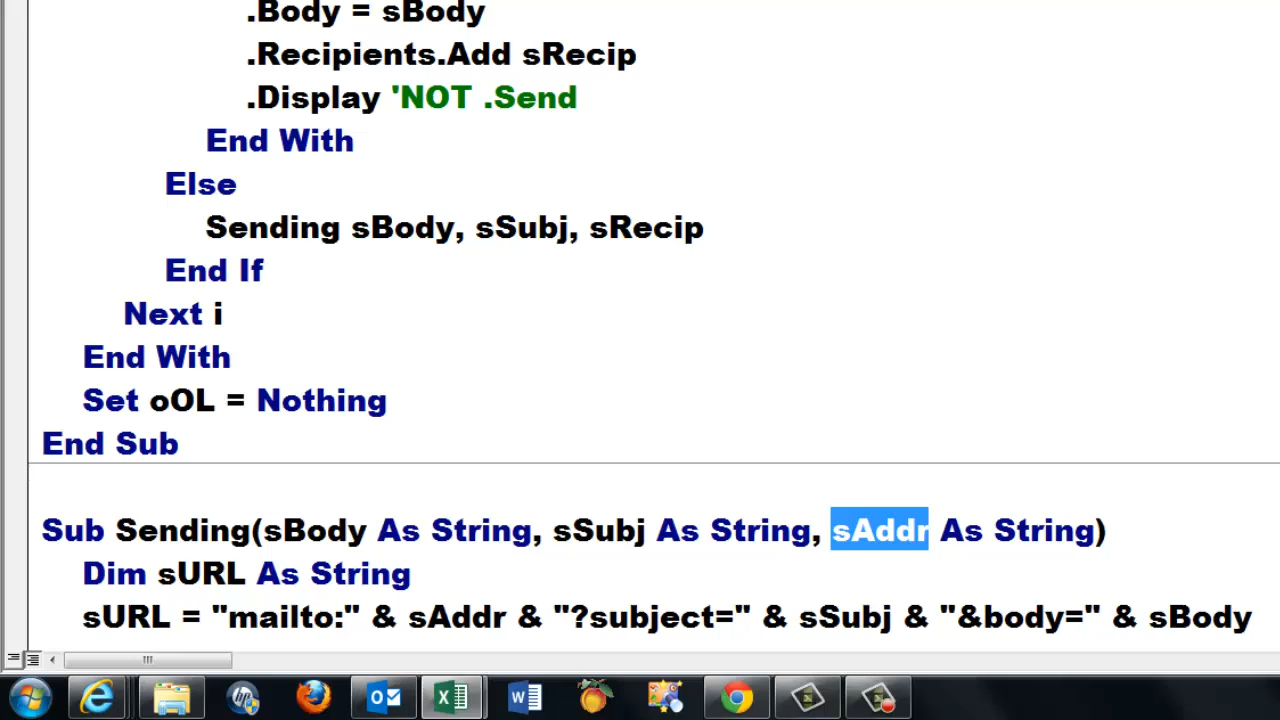 .Body = sBody
.Recipients.Add sRecip
.Display 'NOT .Send
End With
Else
Sending sBody, sSubj, sRecip
End If
Next i
End With
Set oOL = Nothing
End Sub
Sub Sending(sBody As String, sSubj As String, sAddr As String)
Dim sURL As String
sURL = "mailto:" & sAddr & "?subject=" & sSubj & "&body=" & sBody